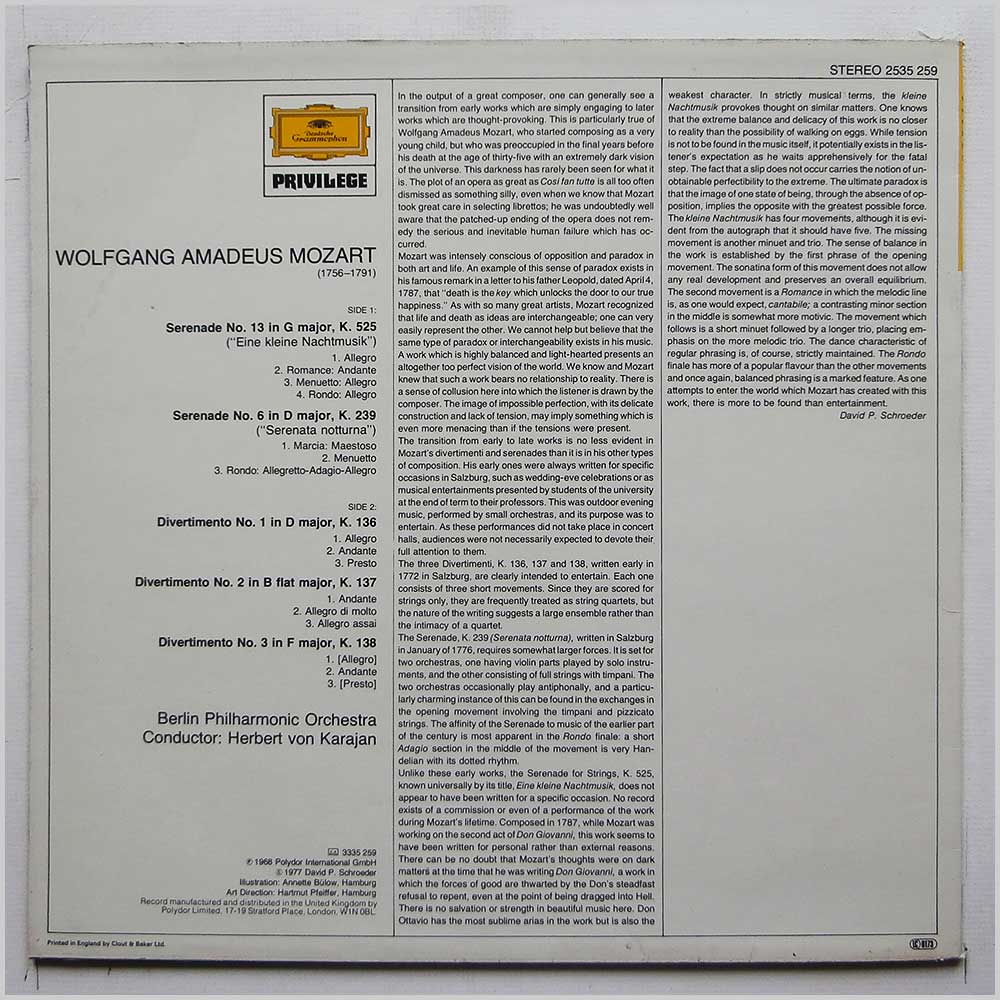 STEREO 2535 259
Deutsche
Grammophon
PRIVILEGE
WOLFGANG AMADEUS MOZART
(1756–1791)
SIDE 1:
Serenade No. 13 in G major, K. 525
("Eine kleine Nachtmusik")
1. Allegro
2. Romance: Andante
3. Menuetto: Allegro
4. Rondo: Allegro
Serenade No. 6 in D major, K. 239
("Serenata notturna")
1. Marcia: Maestoso
2. Menuetto
3. Rondo: Allegretto-Adagio-Allegro
SIDE 2:
Divertimento No. 1 in D major, K. 136
1. Allegro
2. Andante
3. Presto
Divertimento No. 2 in B flat major, K. 137
1. Andante
2. Allegro di molto
3. Allegro assai
Divertimento No. 3 in F major, K. 138
1. [Allegro]
2. Andante
3. [Presto]
Berlin Philharmonic Orchestra
Conductor: Herbert von Karajan
3335 259
℗ 1968 Polydor International GmbH
© 1977 David P. Schroeder
Illustration: Annette Bülow, Hamburg
Art Direction: Hartmut Pfeiffer, Hamburg
Record manufactured and distributed in the United Kingdom by
Polydor Limited, 17-19 Stratford Place, London, W1N 0BL.
In the output of a great composer, one can generally see a
transition from early works which are simply engaging to later
works which are thought-provoking. This is particularly true of
Wolfgang Amadeus Mozart, who started composing as a very
young child, but who was preoccupied in the final years before
his death at the age of thirty-five with an extremely dark vision
of the universe. This darkness has rarely been seen for what it
is. The plot of an opera as great as Così fan tutte is all too often
dismissed as something silly, even when we know that Mozart
took great care in selecting librettos; he was undoubtedly well
aware that the patched-up ending of the opera does not rem-
edy the serious and inevitable human failure which has oc-
curred.
Mozart was intensely conscious of opposition and paradox in
both art and life. An example of this sense of paradox exists in
his famous remark in a letter to his father Leopold, dated April 4,
1787, that "death is the key which unlocks the door to our true
happiness." As with so many great artists, Mozart recognized
that life and death as ideas are interchangeable; one can very
easily represent the other. We cannot help but believe that the
same type of paradox or interchangeability exists in his music.
A work which is highly balanced and light-hearted presents an
altogether too perfect vision of the world. We know and Mozart
knew that such a work bears no relationship to reality. There is
a sense of collusion here into which the listener is drawn by the
composer. The image of impossible perfection, with its delicate
construction and lack of tension, may imply something which is
even more menacing than if the tensions were present.
The transition from early to late works is no less evident in
Mozart's divertimenti and serenades than it is in his other types
of composition. His early ones were always written for specific
occasions in Salzburg, such as wedding-eve celebrations or as
musical entertainments presented by students of the university
at the end of term to their professors. This was outdoor evening
music, performed by small orchestras, and its purpose was to
entertain. As these performances did not take place in concert
halls, audiences were not necessarily expected to devote their
full attention to them.
The three Divertimenti, K. 136, 137 and 138, written early in
1772 in Salzburg, are clearly intended to entertain. Each one
consists of three short movements. Since they are scored for
strings only, they are frequently treated as string quartets, but
the nature of the writing suggests a large ensemble rather than
the intimacy of a quartet.
The Serenade, K. 239 (Serenata notturna), written in Salzburg
in January of 1776, requires somewhat larger forces. It is set for
two orchestras, one having violin parts played by solo instru-
ments, and the other consisting of full strings with timpani. The
two orchestras occasionally play antiphonally, and a particu-
larly charming instance of this can be found in the exchanges in
the opening movement involving the timpani and pizzicato
strings. The affinity of the Serenade to music of the earlier part
of the century is most apparent in the Rondo finale: a short
Adagio section in the middle of the movement is very Han-
delian with its dotted rhythm.
Unlike these early works, the Serenade for Strings, K. 525,
known universally by its title, Eine kleine Nachtmusik, does not
appear to have been written for a specific occasion. No record
exists of a commission or even of a performance of the work
during Mozart's lifetime. Composed in 1787, while Mozart was
working on the second act of Don Giovanni, this work seems to
have been written for personal rather than external reasons.
There can be no doubt that Mozart's thoughts were on dark
matters at the time that he was writing Don Giovanni, a work in
which the forces of good are thwarted by the Don's steadfast
refusal to repent, even at the point of being dragged into Hell.
There is no salvation or strength in beautiful music here. Don
Ottavio has the most sublime arias in the work but is also the
weakest character. In strictly musical terms, the kleine
Nachtmusik provokes thought on similar matters. One knows
that the extreme balance and delicacy of this work is no closer
to reality than the possibility of walking on eggs. While tension
is not to be found in the music itself, it potentially exists in the lis-
tener's expectation as he waits apprehensively for the fatal
step. The fact that a slip does not occur carries the notion of un-
obtainable perfectibility to the extreme. The ultimate paradox is
that the image of one state of being, through the absence of op-
position, implies the opposite with the greatest possible force.
The kleine Nachtmusik has four movements, although it is evi-
dent from the autograph that it should have five. The missing
movement is another minuet and trio. The sense of balance in
the work is established by the first phrase of the opening
movement. The sonatina form of this movement does not allow
any real development and preserves an overall equilibrium.
The second movement is a Romance in which the melodic line
is, as one would expect, cantabile; a contrasting minor section
in the middle is somewhat more motivic. The movement which
follows is a short minuet followed by a longer trio, placing em-
phasis on the more melodic trio. The dance characteristic of
regular phrasing is, of course, strictly maintained. The Rondo
finale has more of a popular flavour than the other movements
and once again, balanced phrasing is a marked feature. As one
attempts to enter the world which Mozart has created with this
work, there is more to be found than entertainment.
David P. Schroeder
Printed in England by Clout & Baker Ltd.